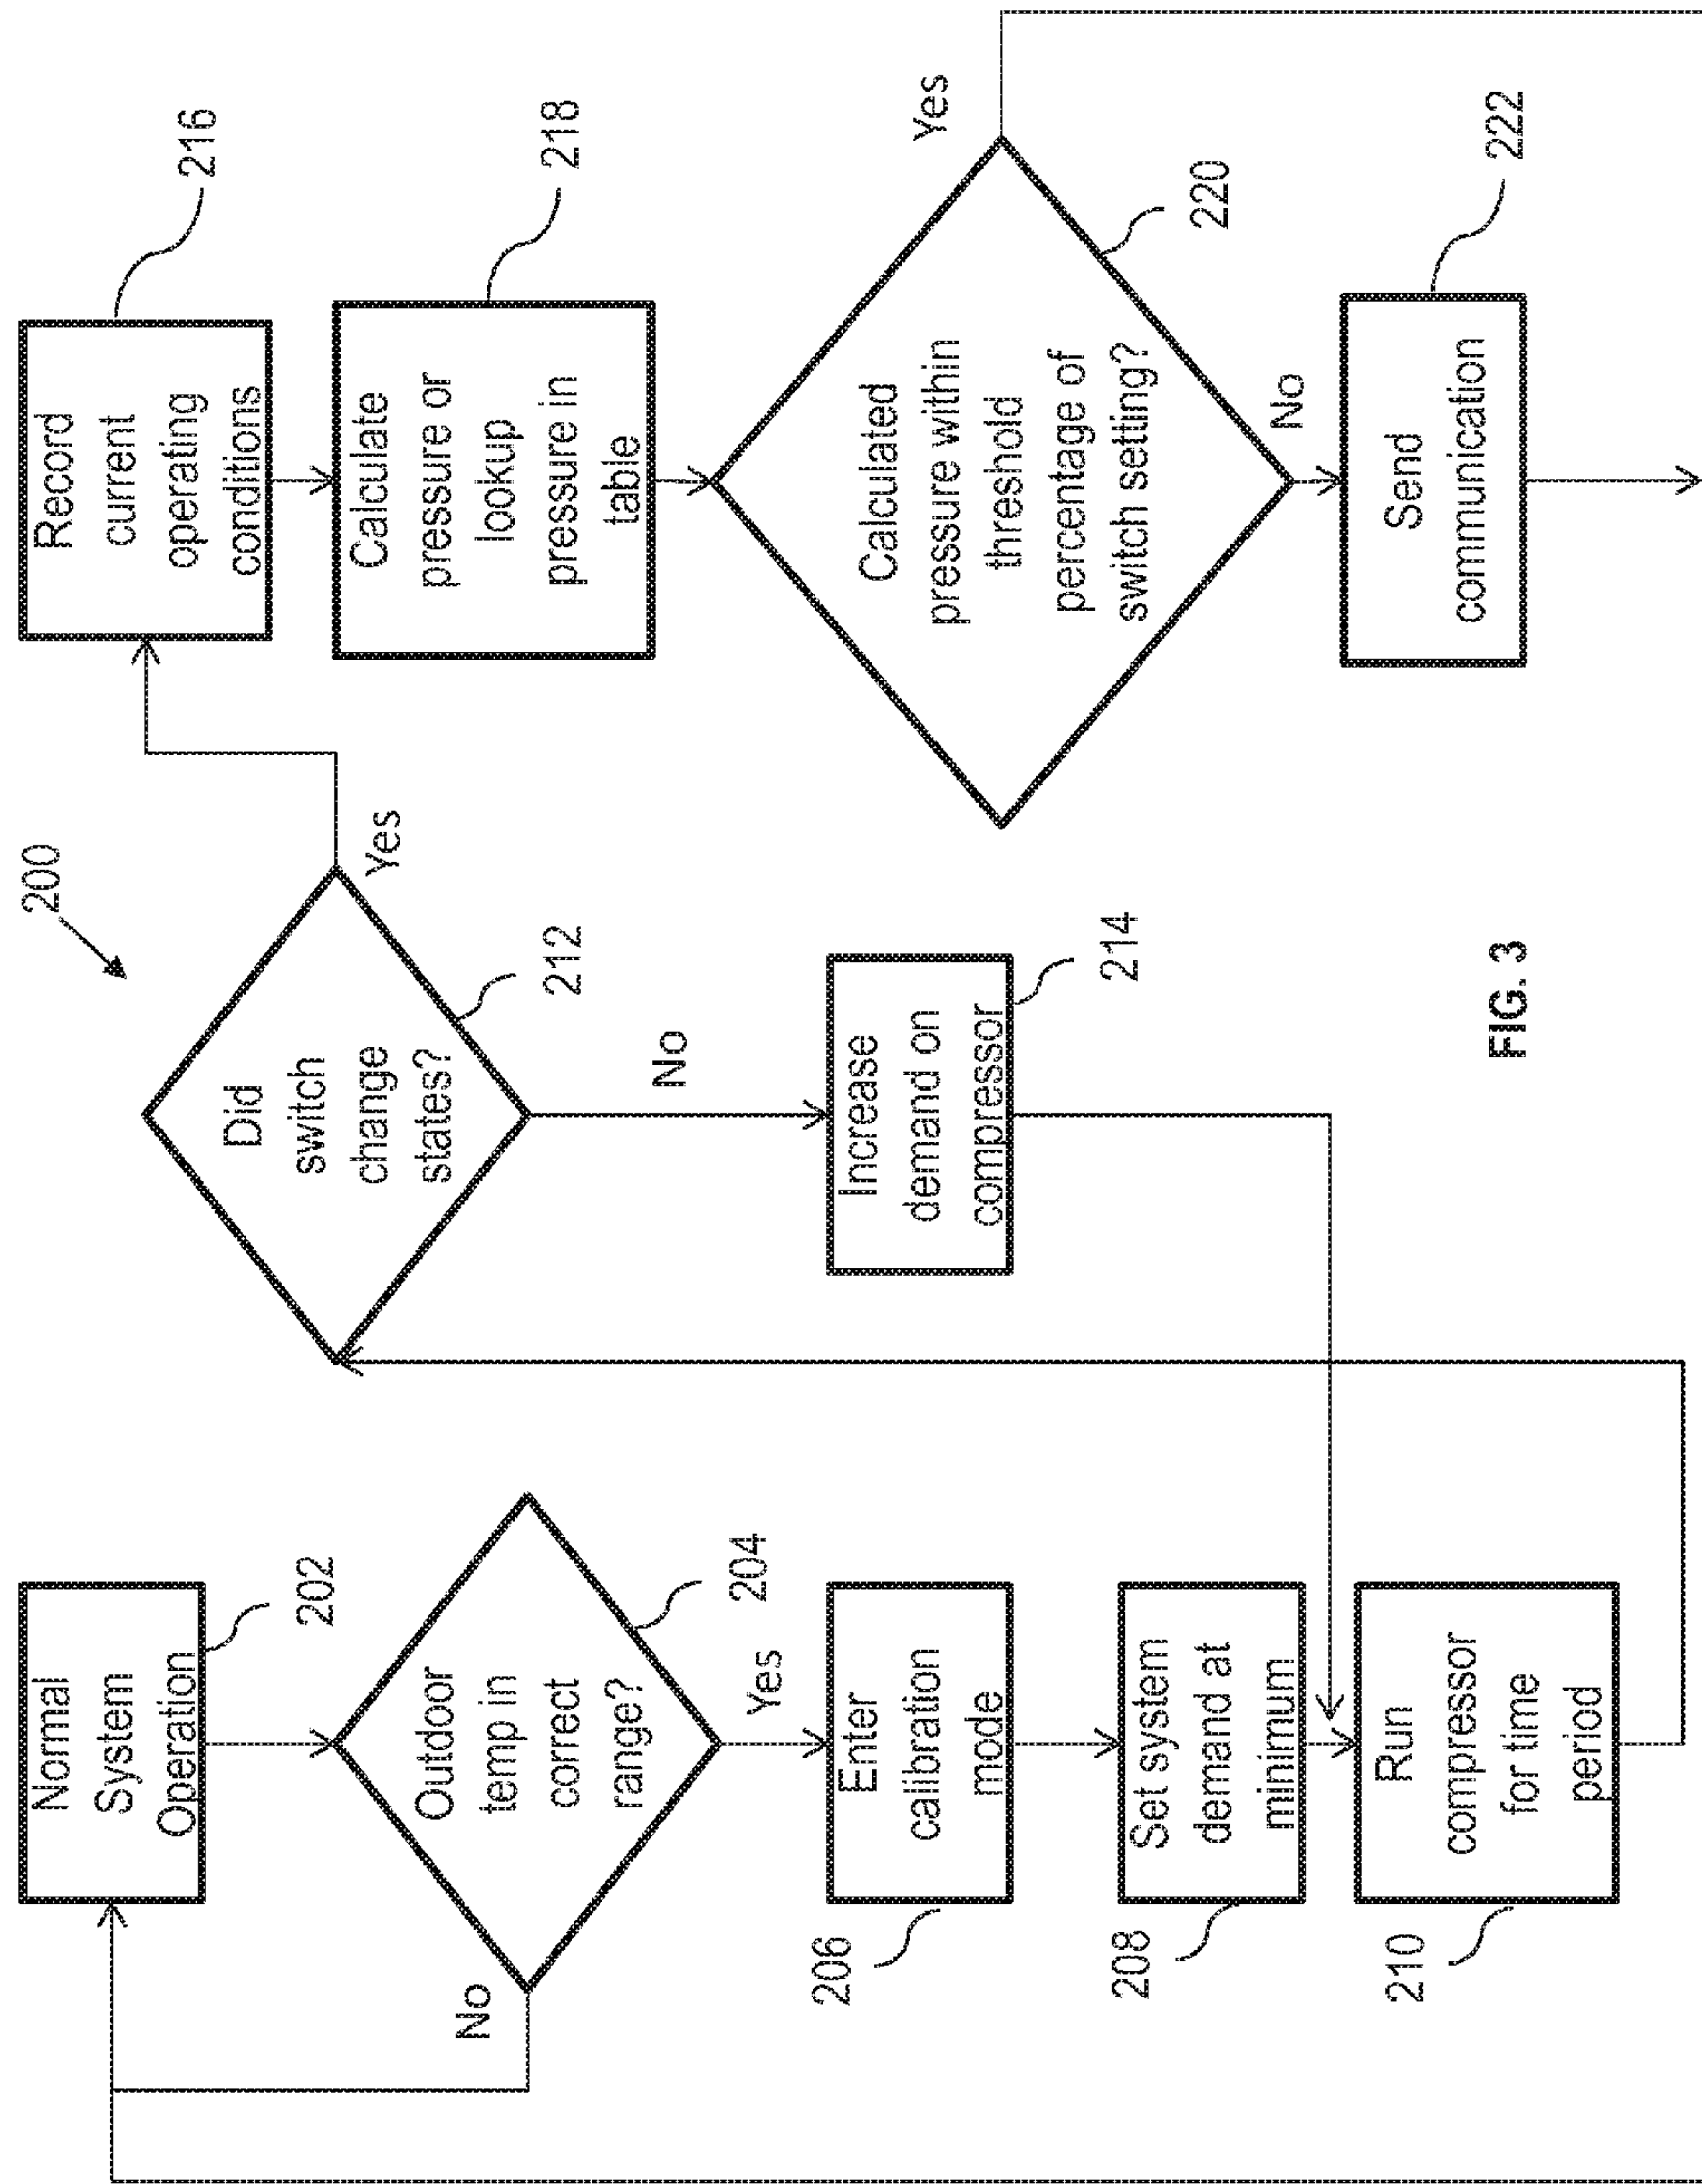 200
Normal
System
Operation
202
Outdoor
temp in
correct
range?
204
No
Yes
Enter
calibration
mode
206
Set system
demand at
minimum
208
Run
compressor
for time
period
210
Did
switch
change
states?
212
Yes
No
Increase
demand on
compressor
214
Record
current
operating
conditions
216
Calculate
pressure or
lookup
pressure in
table
218
Calculated
pressure within
threshold
percentage of
switch setting?
220
Yes
No
Send
communication
222
FIG. 3